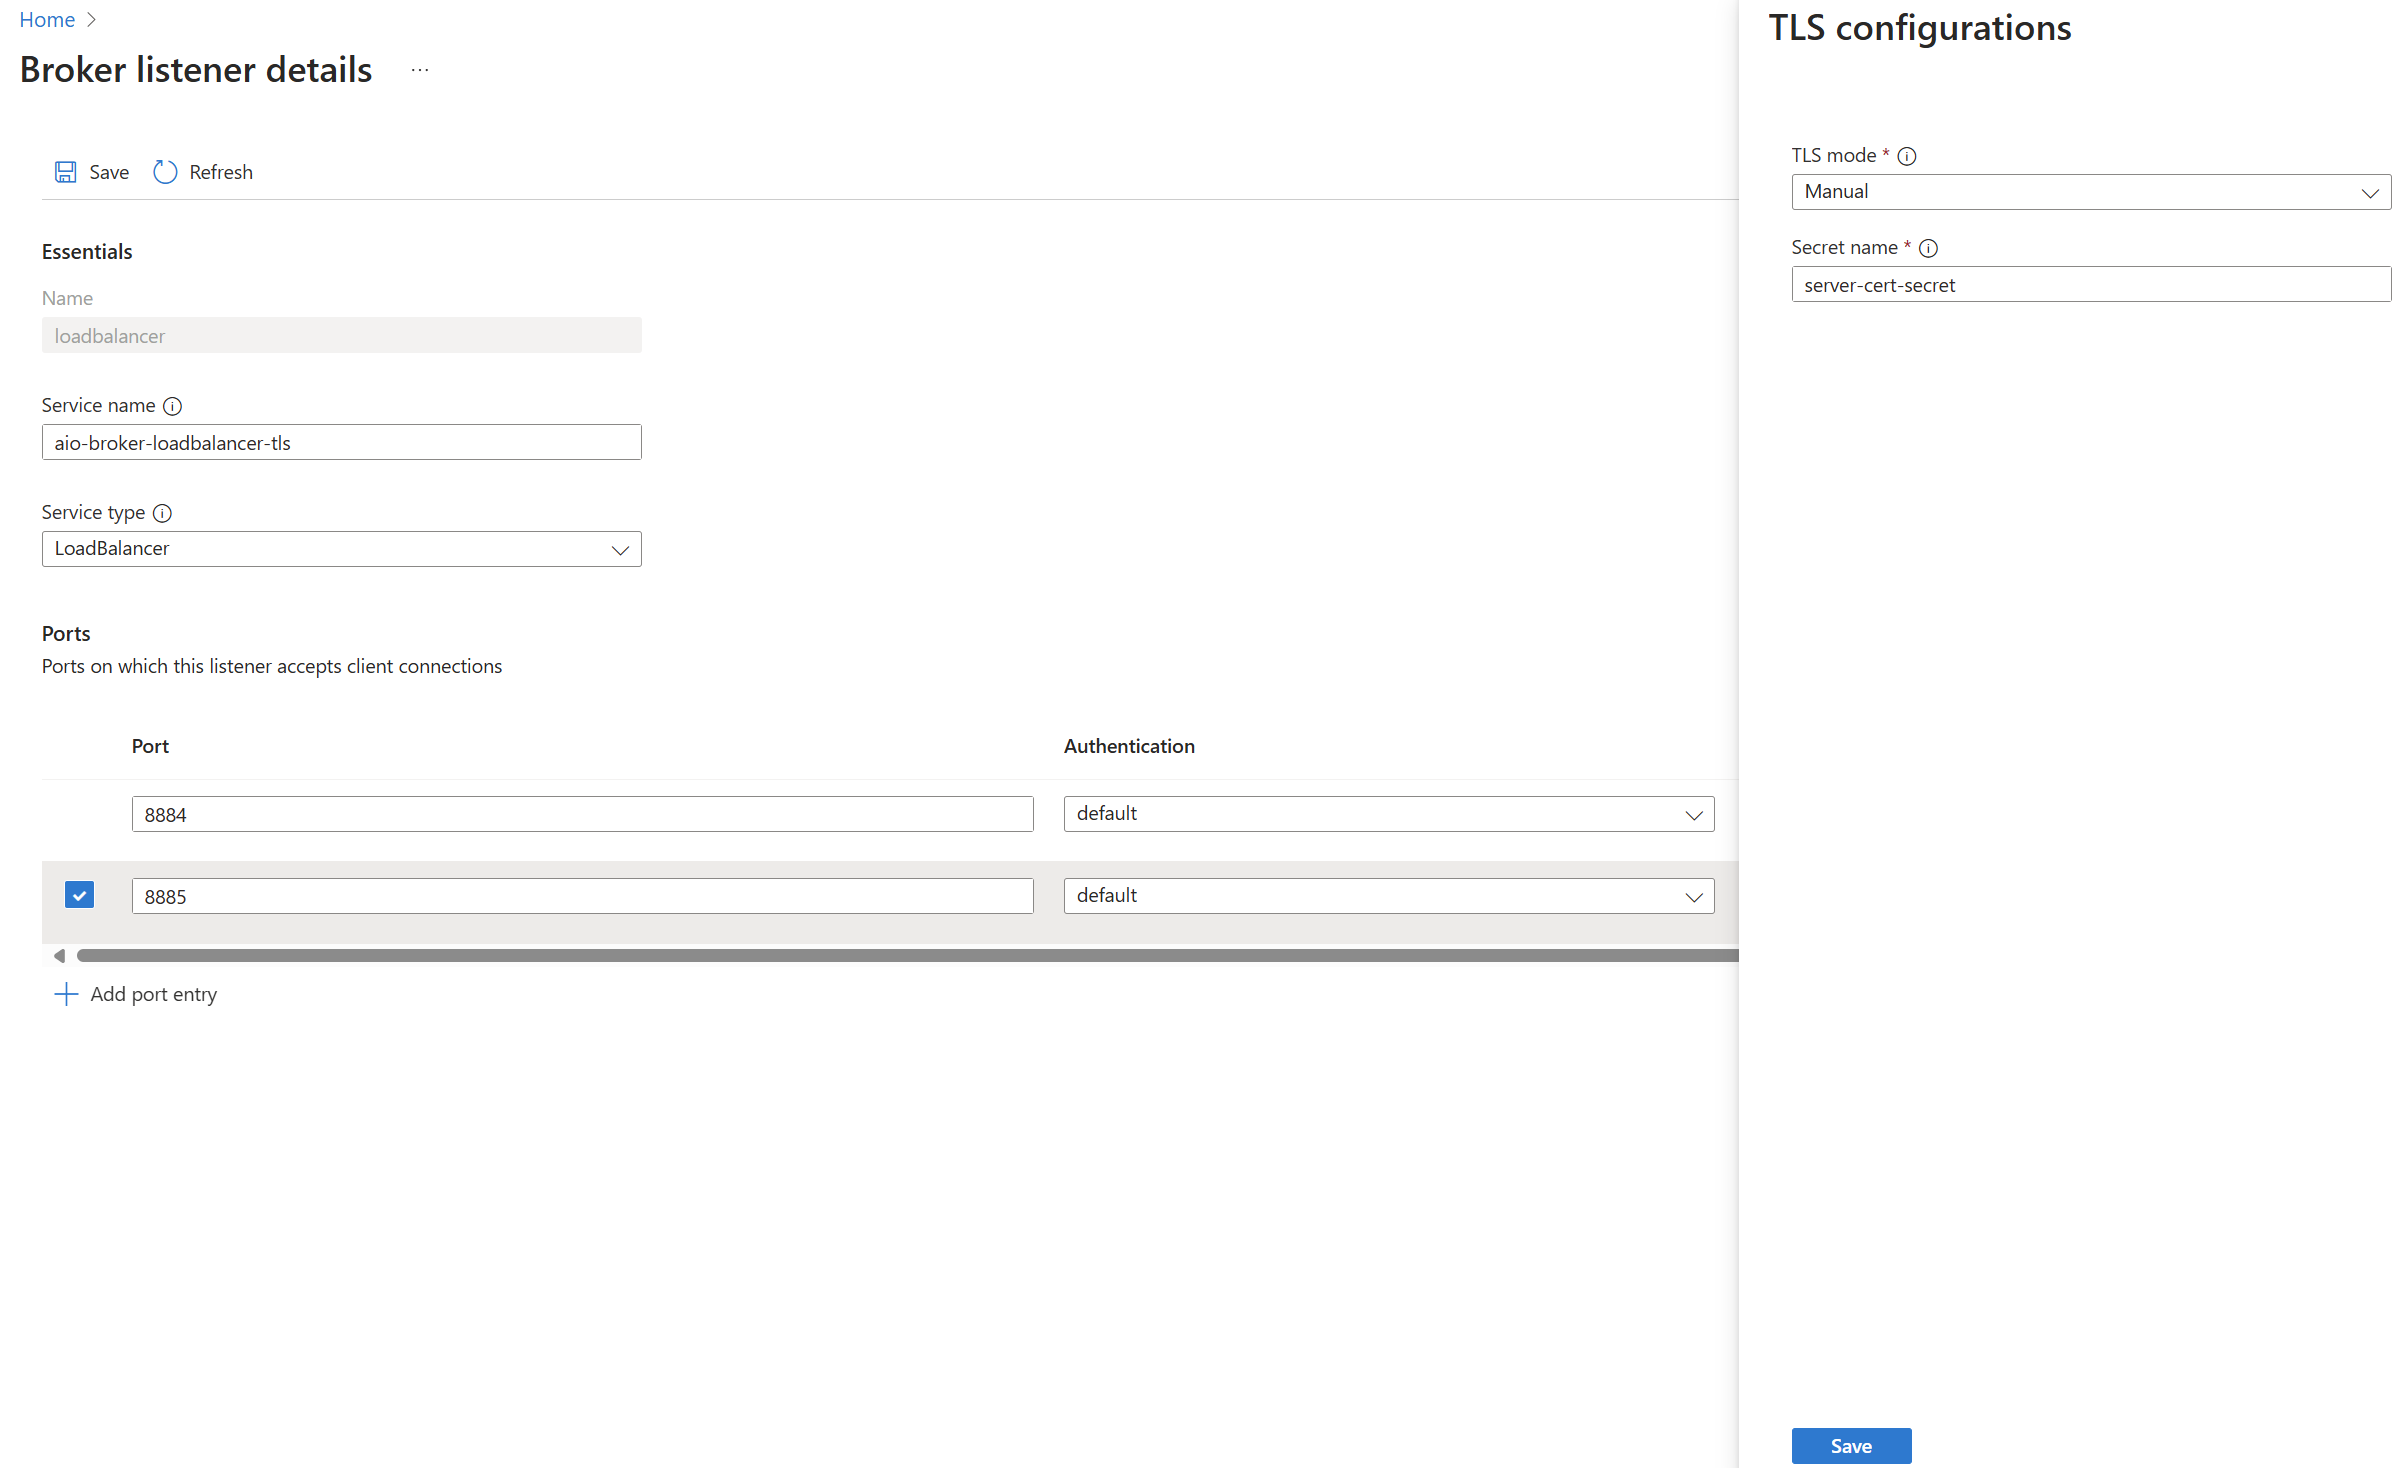 Home
Broker listener details
...
Save Refresh
Essentials
Name
loadbalancer
Service name
aio-broker-loadbalancer-tls
Service type
LoadBalancer
Ports
Ports on which this listener accepts client connections
Port Authentication
8884 default
8885 default
Add port entry
TLS configurations
TLS mode *
Manual
Secret name *
server-cert-secret
Save